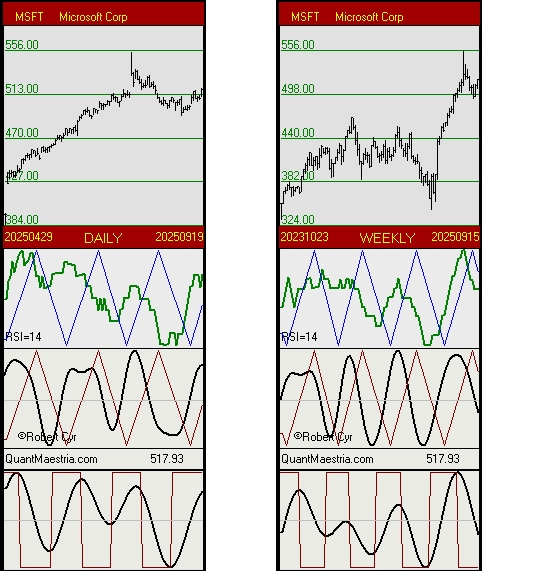 MSFT Microsoft Corp
556.00
513.00
470.00
427.00
384.00
20250429 DAILY 20250919
RSI=14
©Robert Cyr
QuantMaestria.com 517.93
MSFT Microsoft Corp
556.00
498.00
440.00
382.00
324.00
20231023 WEEKLY 20250915
RSI=14
©Robert Cyr
QuantMaestria.com 517.93